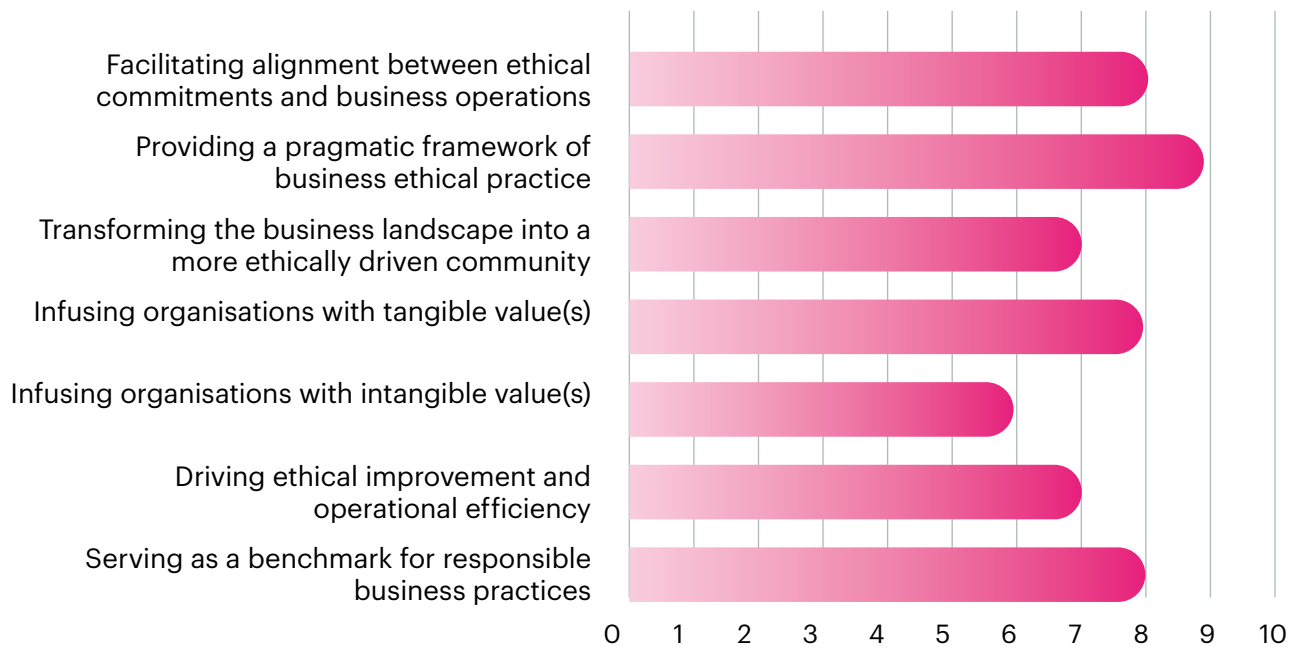 Facilitating alignment between ethical
commitments and business operations
Providing a pragmatic framework of
business ethical practice
Transforming the business landscape into a
more ethically driven community
Infusing organisations with tangible value(s)
Infusing organisations with intangible value(s)
Driving ethical improvement and
operational efficiency
Serving as a benchmark for responsible
business practices
0 1 2 3 4 5 6 7 8 9 10